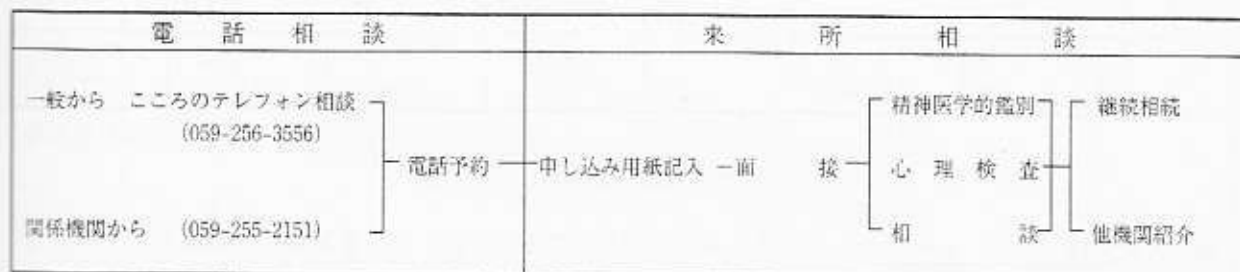 電話相談
来所相談
一般から こころのテレフォン相談
(059-256-3556)
関係機関から (059-255-2151)
電話予約
申し込み用紙記入
面接
精神医学的鑑別
心理検査
相談
継続相続
他機関紹介